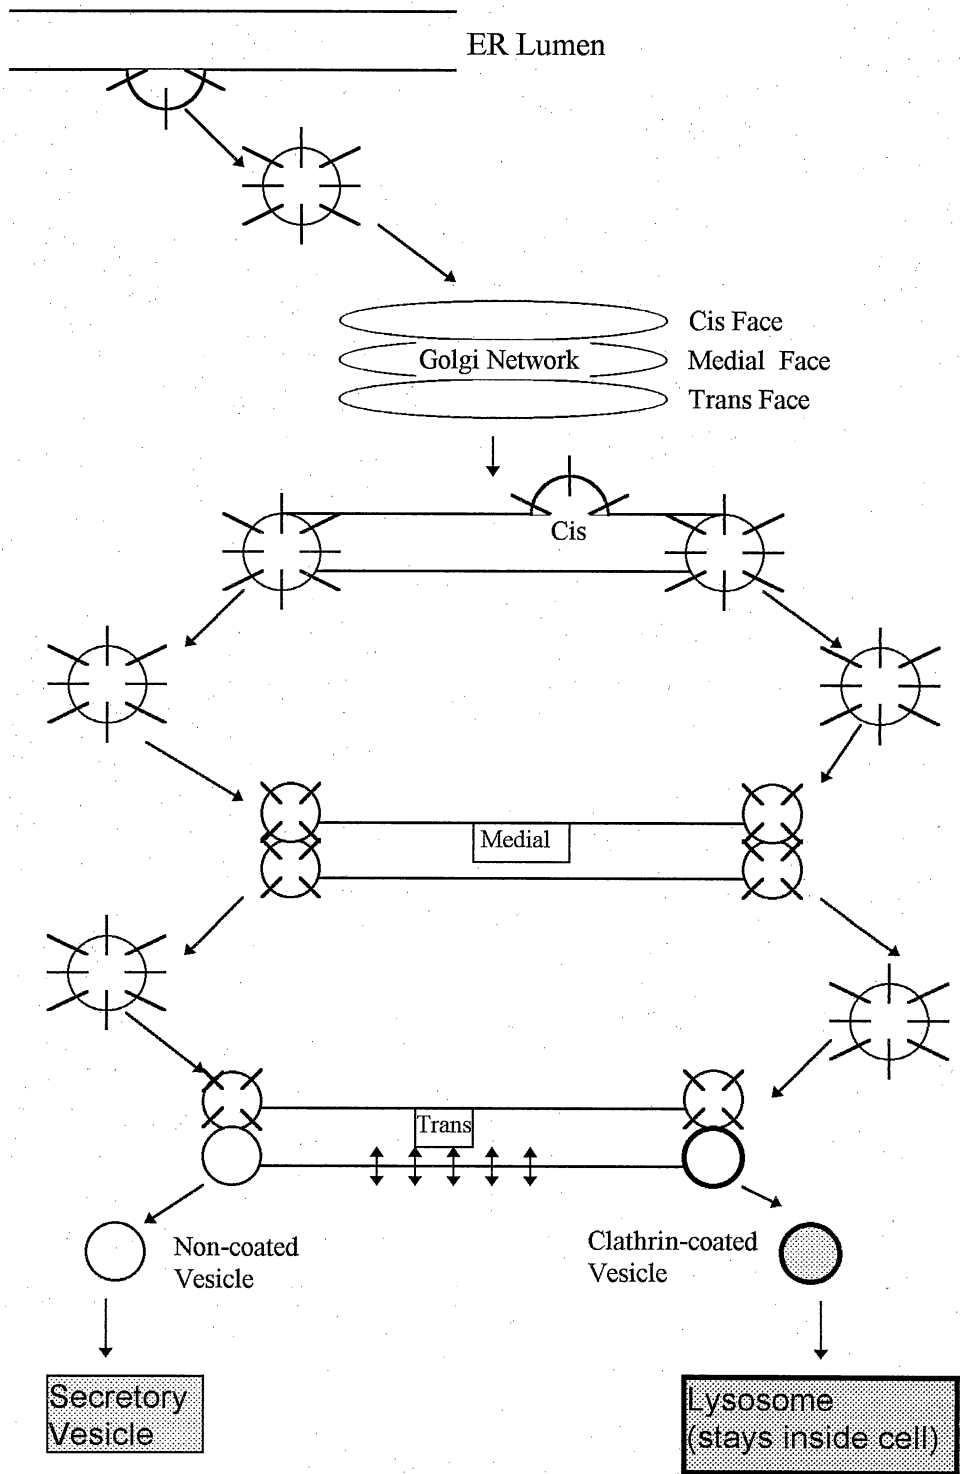 ER Lumen
Cis Face
Golgi Network
Medial Face
Trans Face
Cis
Medial
Trans
Non-coated
Vesicle
Clathrin-coated
Vesicle
Secretory
Vesicle
Lysosome
(stays inside cell)